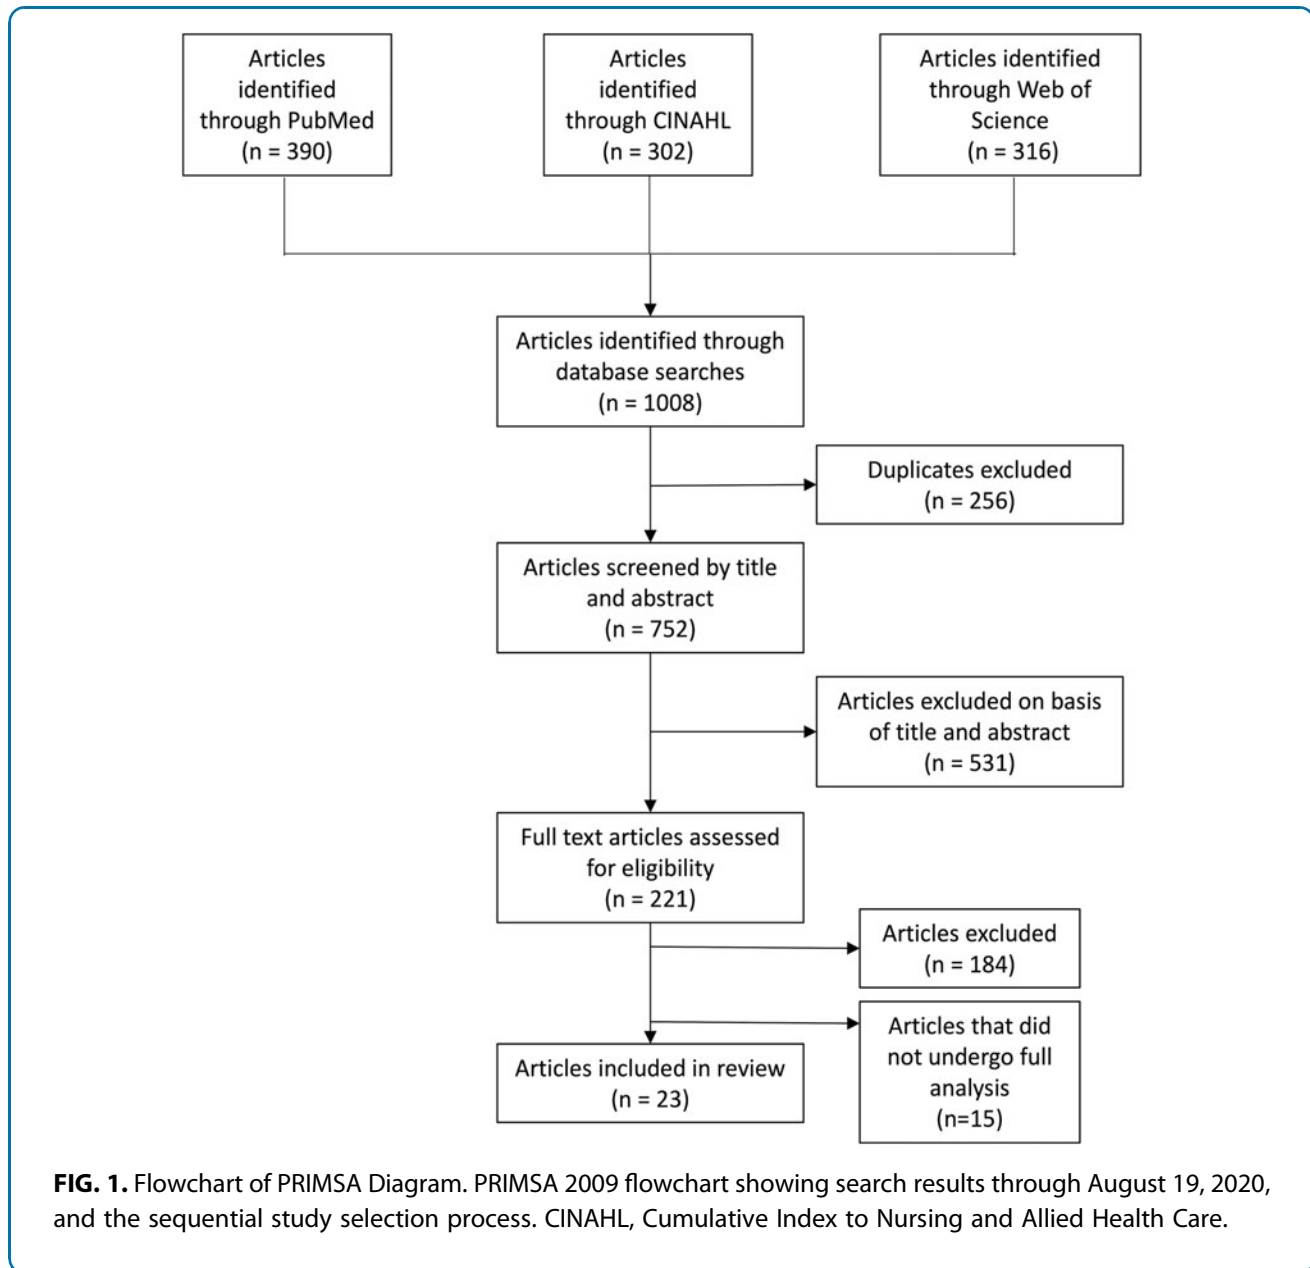 Articles
identified
through PubMed
(n = 390)
Articles
identified
through CINAHL
(n = 302)
Articles identified
through Web of
Science
(n = 316)
Articles identified through
database searches
(n = 1008)
Duplicates excluded
(n = 256)
Articles screened by title
and abstract
(n = 752)
Articles excluded on basis
of title and abstract
(n = 531)
Full text articles assessed
for eligibility
(n = 221)
Articles excluded
(n = 184)
Articles that did
not undergo full
analysis
(n=15)
Articles included in review
(n = 23)
FIG. 1. Flowchart of PRIMSA Diagram. PRIMSA 2009 flowchart showing search results through August 19, 2020,
and the sequential study selection process. CINAHL, Cumulative Index to Nursing and Allied Health Care.